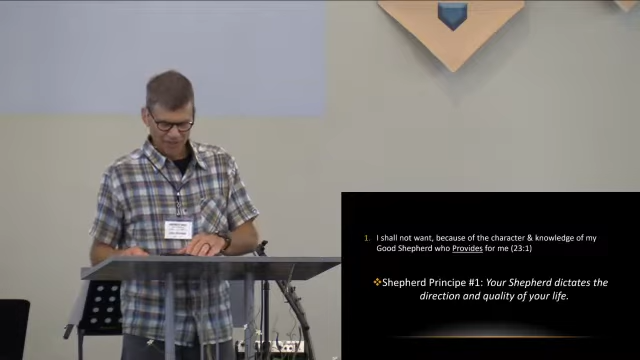 1. I shall not want, because of the character & knowledge of my
Good Shepherd who Provides for me (23:1)
❖Shepherd Principe #1: Your Shepherd dictates the
direction and quality of your life.